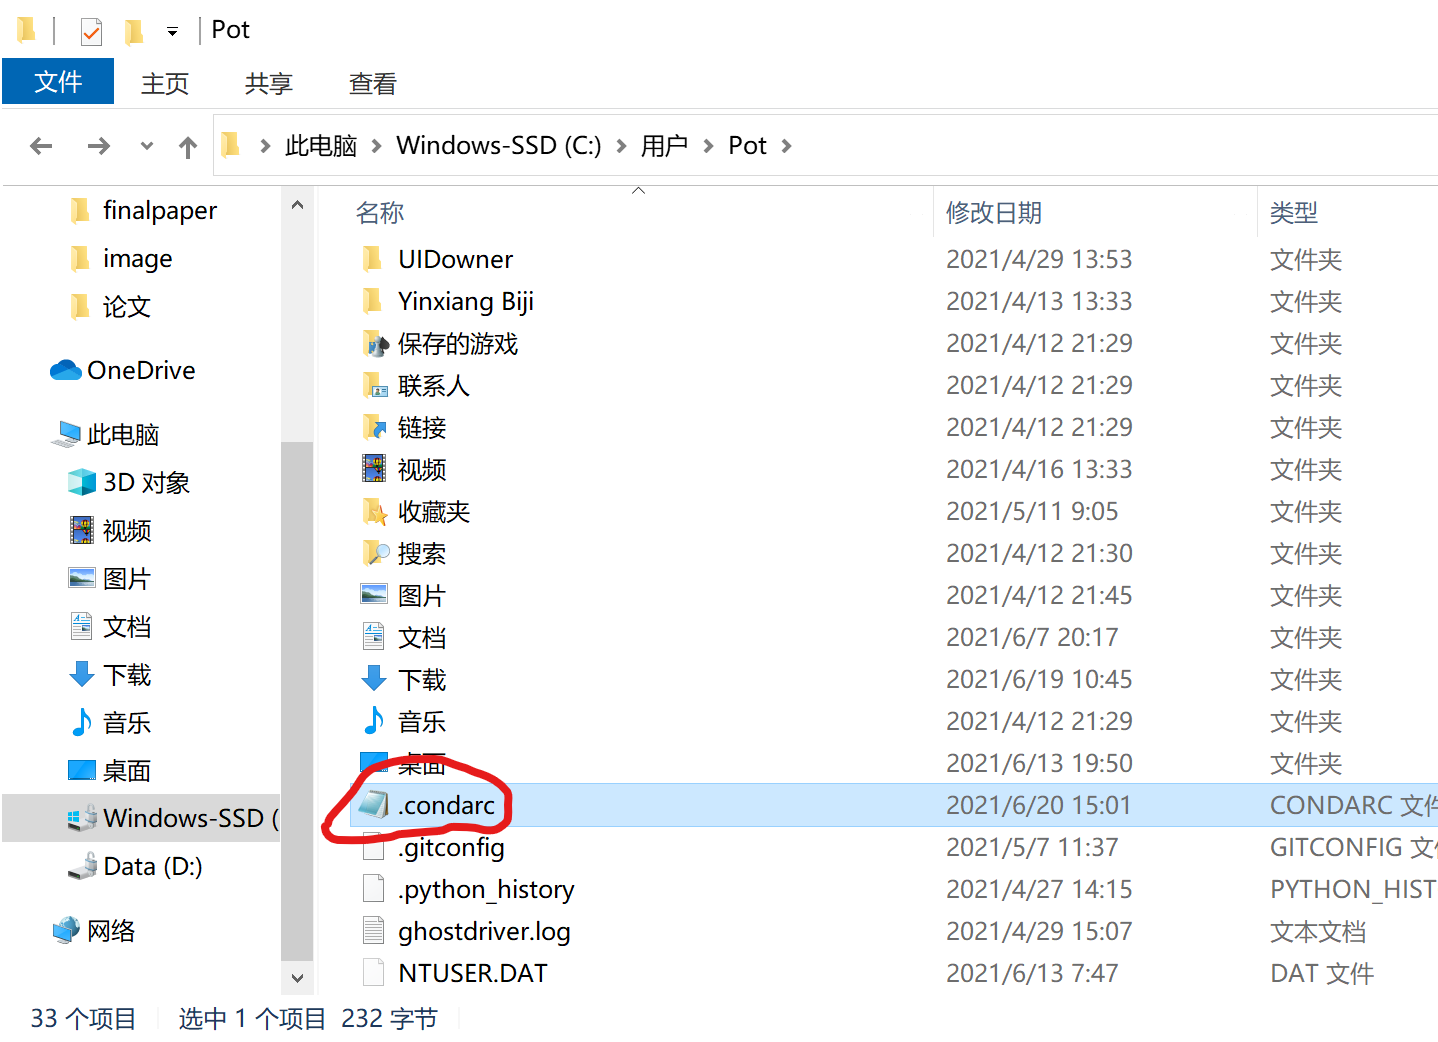 Pot
文件 主页 共享 查看
此电脑 Windows-SSD (C:) 用户 Pot
finalpaper
image
论文
OneDrive
此电脑
3D 对象
视频
图片
文档
下载
音乐
桌面
Windows-SSD (
Data (D:)
网络
名称 修改日期 类型
UIDowner 2021/4/29 13:53 文件夹
Yinxiang Biji 2021/4/13 13:33 文件夹
保存的游戏 2021/4/12 21:29 文件夹
联系人 2021/4/12 21:29 文件夹
链接 2021/4/12 21:29 文件夹
视频 2021/4/16 13:33 文件夹
收藏夹 2021/5/11 9:05 文件夹
搜索 2021/4/12 21:30 文件夹
图片 2021/4/12 21:45 文件夹
文档 2021/6/7 20:17 文件夹
下载 2021/6/19 10:45 文件夹
音乐 2021/4/12 21:29 文件夹
桌面 2021/6/13 19:50 文件夹
.condarc 2021/6/20 15:01 CONDARC 文件
.gitconfig 2021/5/7 11:37 GITCONFIG 文件
.python_history 2021/4/27 14:15 PYTHON_HIST
ghostdriver.log 2021/4/29 15:07 文本文档
NTUSER.DAT 2021/6/13 7:47 DAT 文件
33 个项目 选中 1 个项目 232 字节